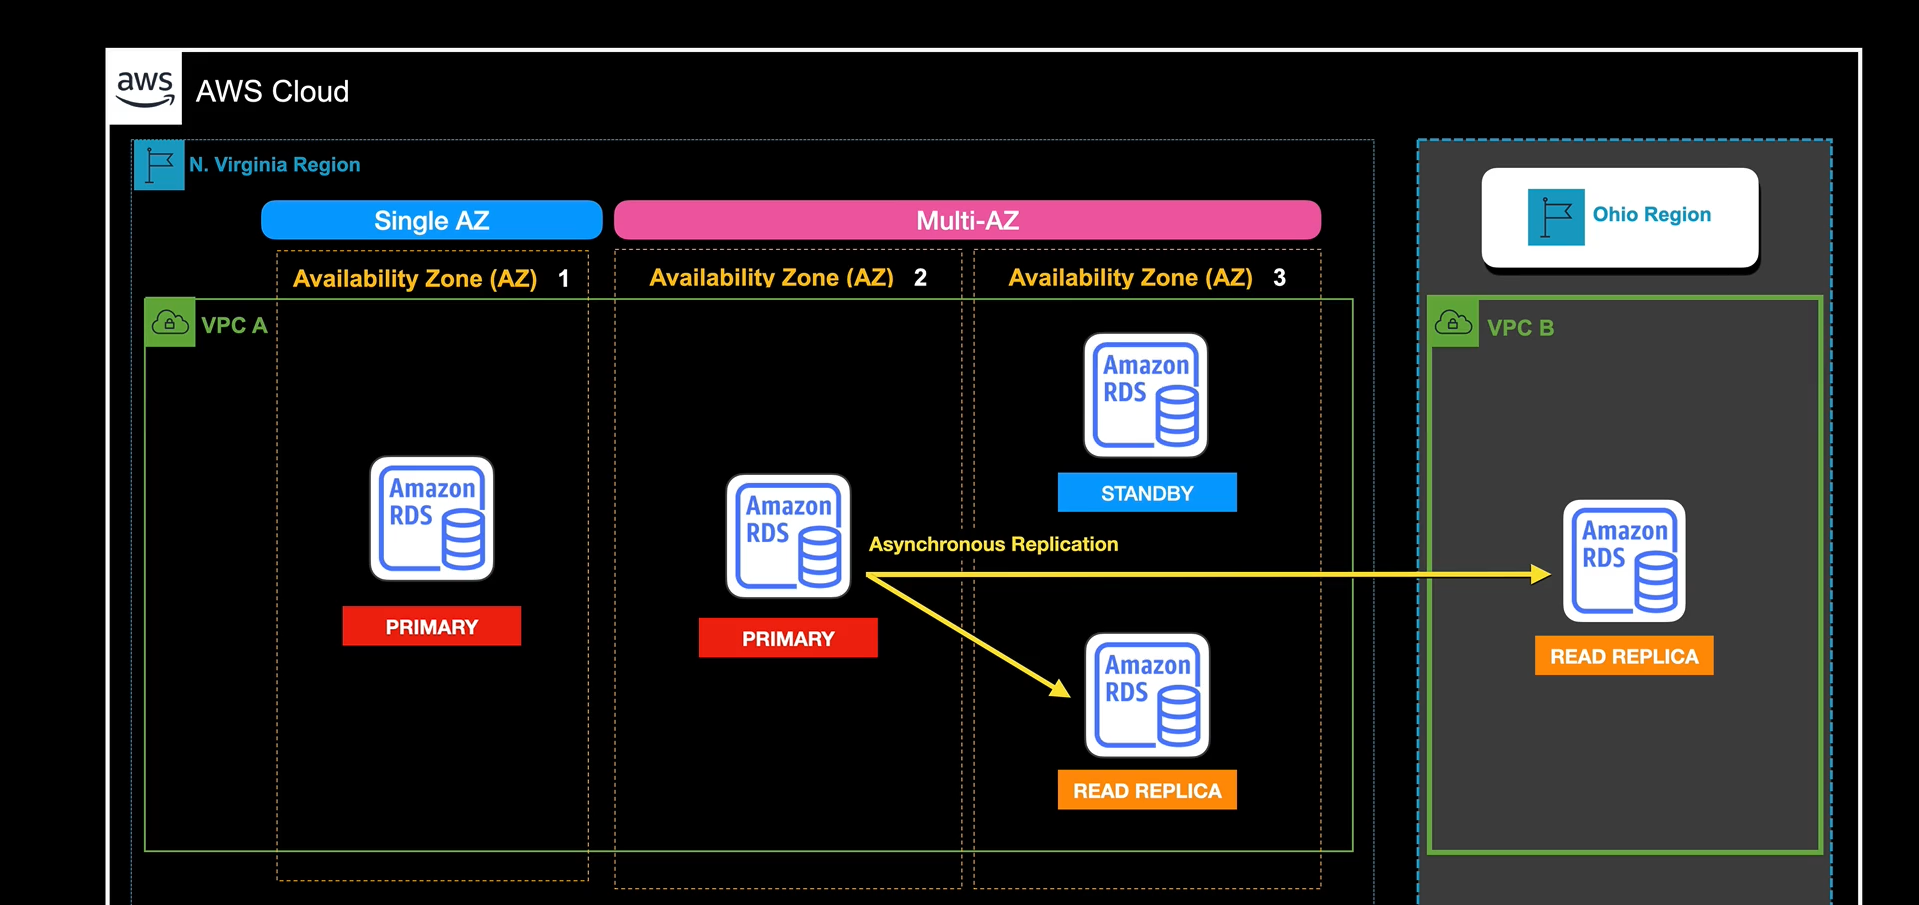 aws
AWS Cloud
N. Virginia Region
Ohio Region
Single AZ
Multi-AZ
Availability Zone (AZ) 1
Availability Zone (AZ) 2
Availability Zone (AZ) 3
VPC A
VPC B
Amazon
RDS
PRIMARY
Amazon
RDS
PRIMARY
Amazon
RDS
STANDBY
Asynchronous Replication
Amazon
RDS
READ REPLICA
Amazon
RDS
READ REPLICA